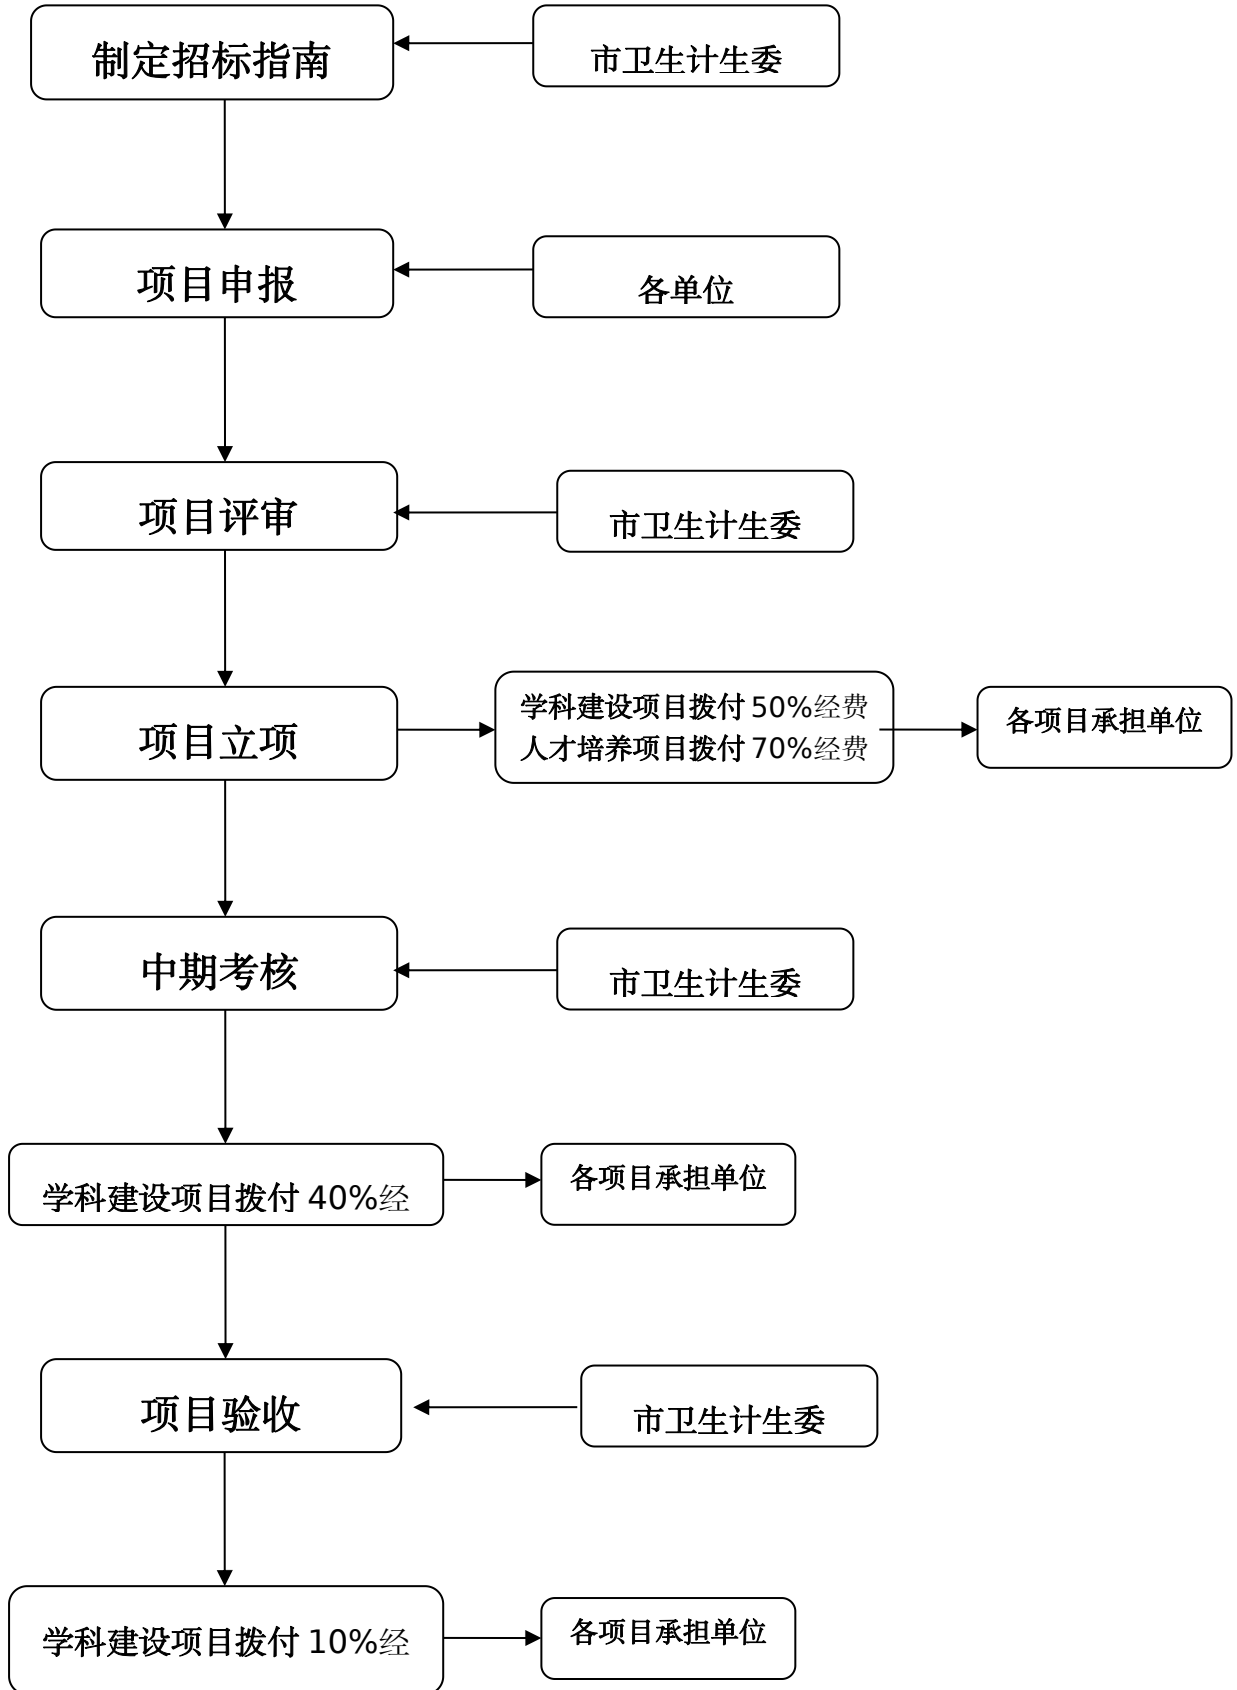 制定招标指南
市卫生计生委
项目申报
各单位
项目评审
市卫生计生委
项目立项
学科建设项目拨付 50%经费
人才培养项目拨付 70%经费
各项目承担单位
中期考核
市卫生计生委
学科建设项目拨付 40%经
各项目承担单位
项目验收
市卫生计生委
学科建设项目拨付 10%经
各项目承担单位